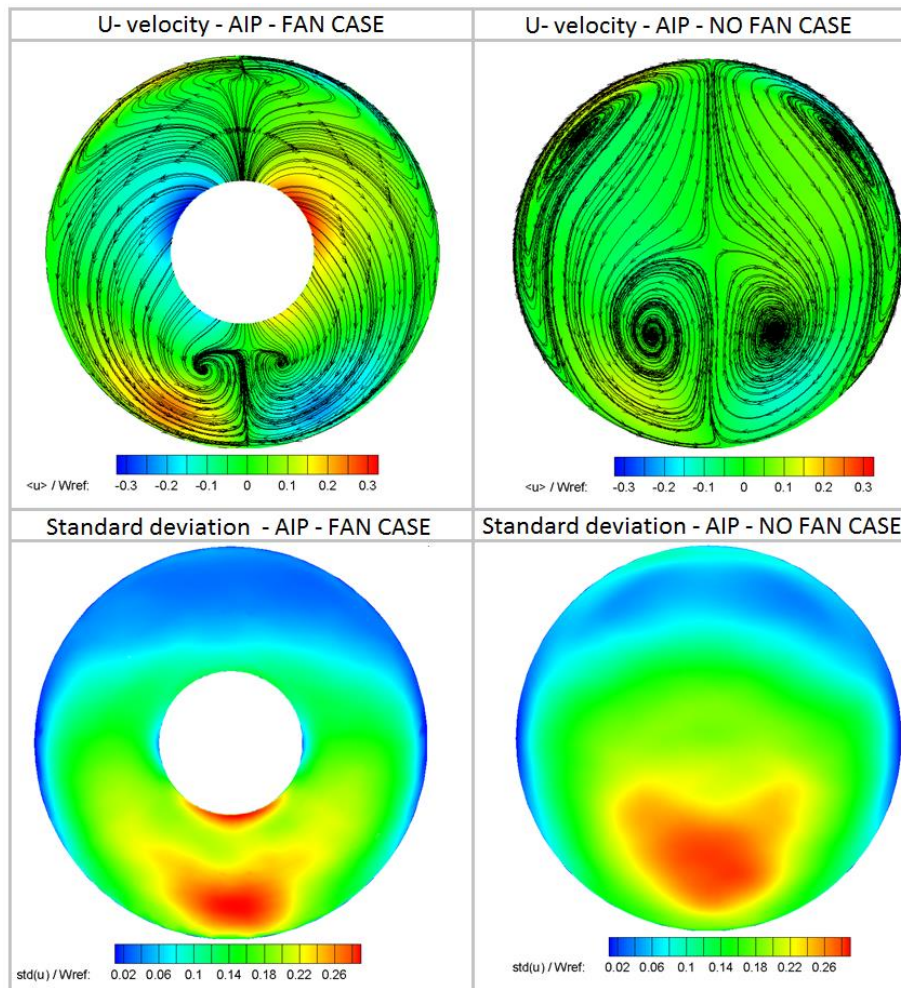 U- velocity - AIP - FAN CASE
U- velocity - AIP - NO FAN CASE
<u> / Wref: -0.3 -0.2 -0.1 0 0.1 0.2 0.3
<u> / Wref: -0.3 -0.2 -0.1 0 0.1 0.2 0.3
Standard deviation - AIP - FAN CASE
Standard deviation - AIP - NO FAN CASE
std(u) / Wref: 0.02 0.06 0.1 0.14 0.18 0.22 0.26
std(u) / Wref: 0.02 0.06 0.1 0.14 0.18 0.22 0.26